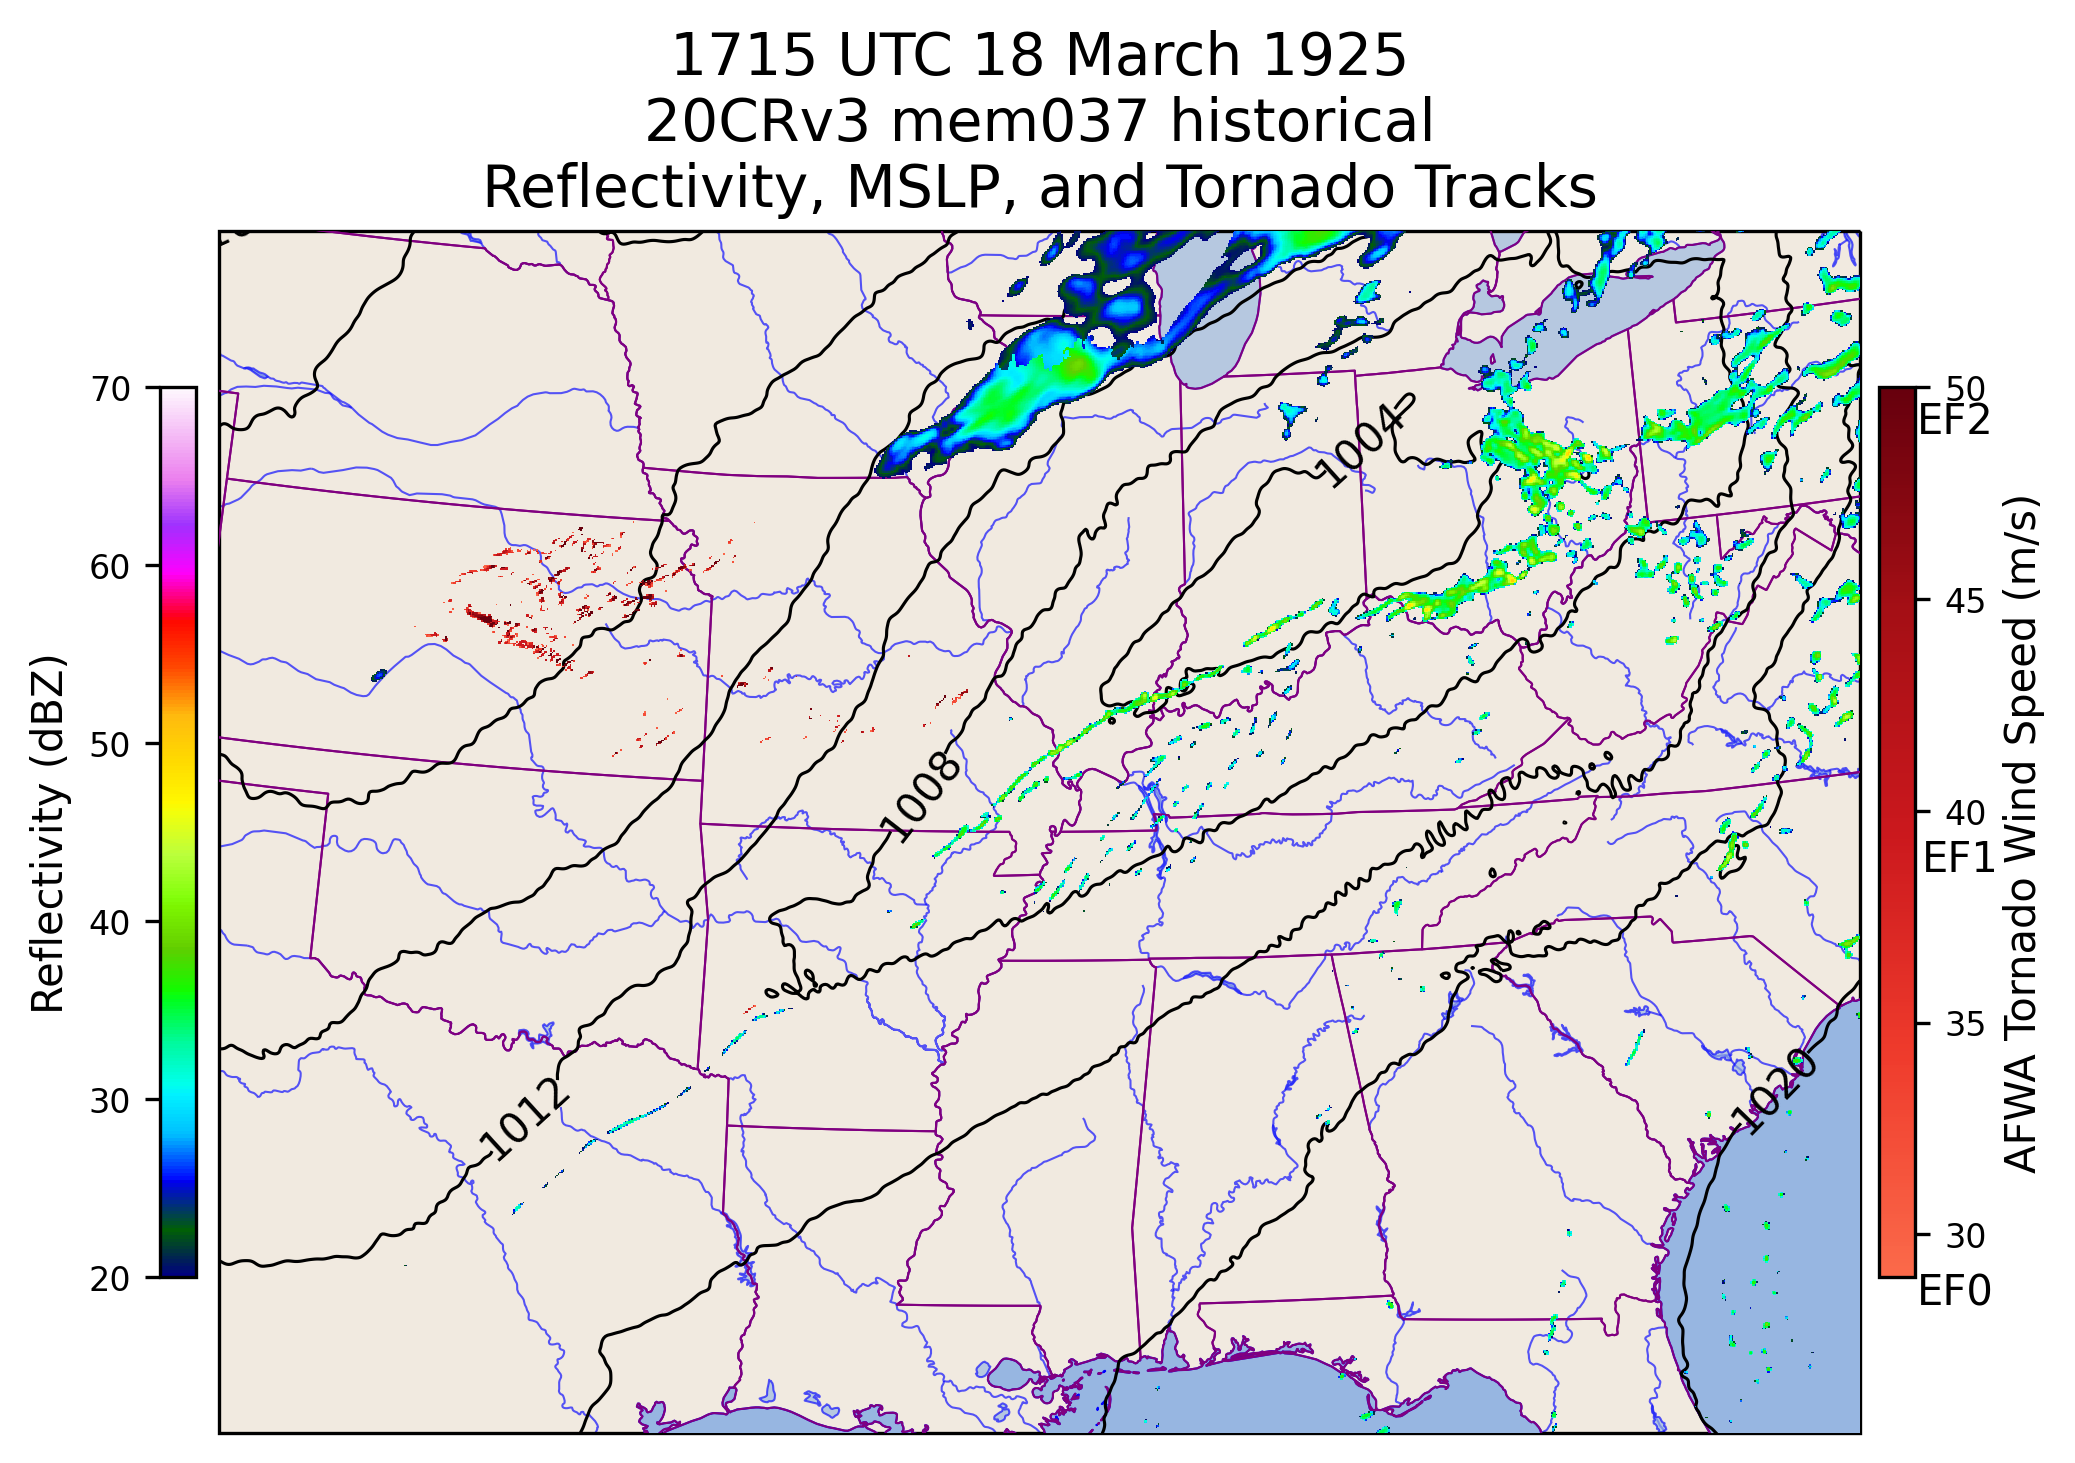 1715 UTC 18 March 1925
20CRv3 mem037 historical
Reflectivity, MSLP, and Tornado Tracks
Reflectivity (dBZ)
70
60
50
40
30
20
1004
1008
1012
1020
50
EF2
45
40
EF1
35
30
EF0
AFWA Tornado Wind Speed (m/s)